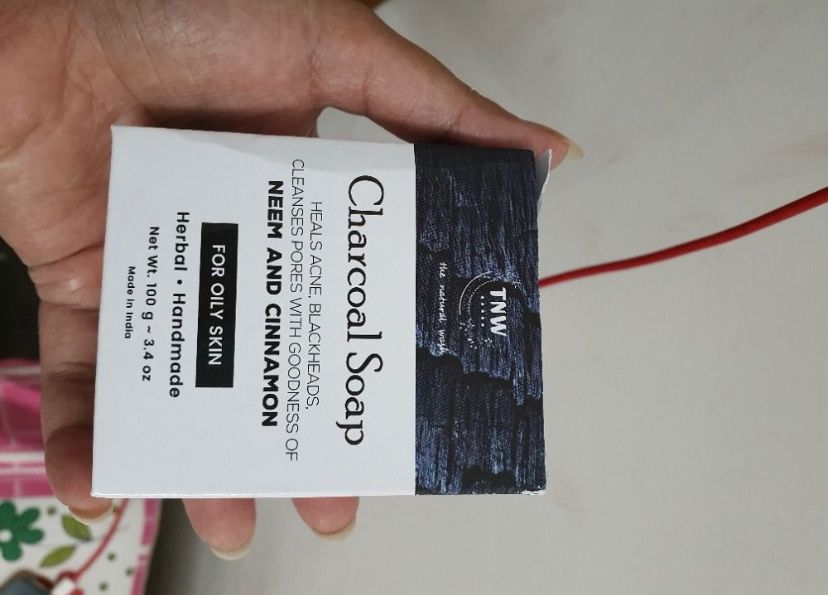 TNW
the natural wash
Charcoal Soap
HEALS ACNE, BLACKHEADS,
CLEANSES PORES WITH GOODNESS OF
NEEM AND CINNAMON
FOR OILY SKIN
Herbal • Handmade
Net Wt. 100 g ~ 3.4 oz
Made in India